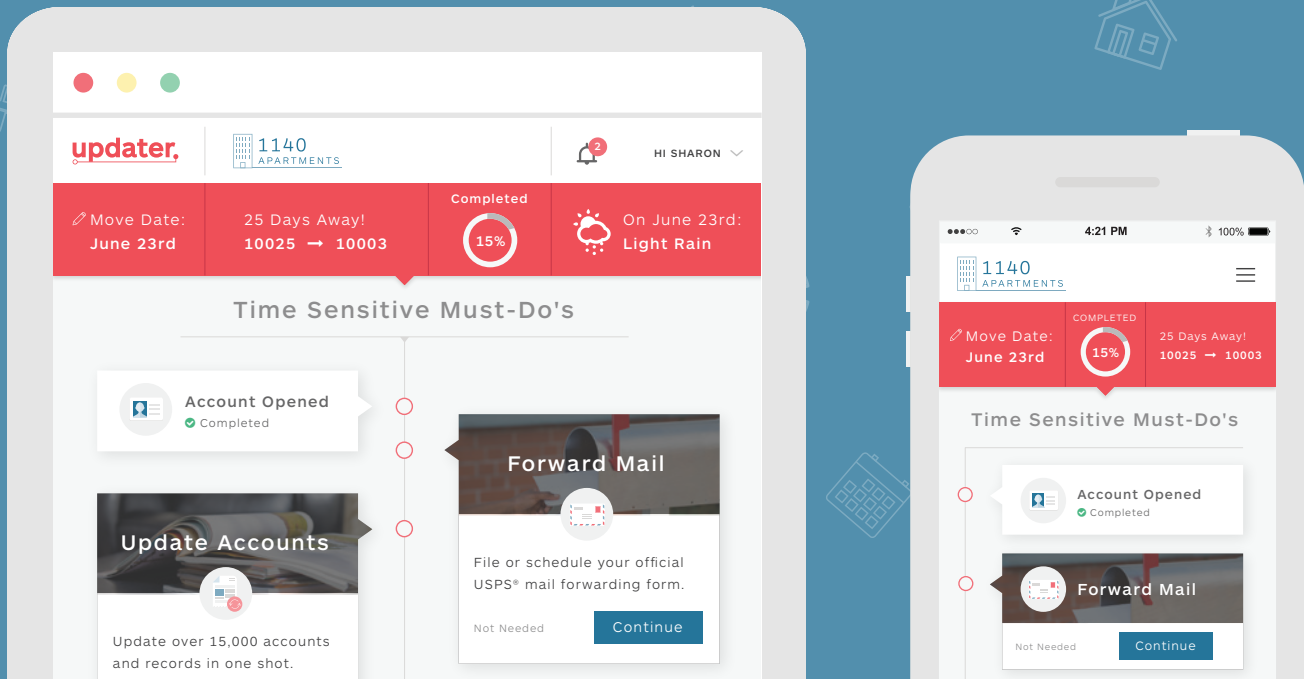 updater.
1140
APARTMENTS
2
HI SHARON
Move Date:
June 23rd
25 Days Away!
10025 → 10003
Completed
15%
On June 23rd:
Light Rain
Time Sensitive Must-Do's
Account Opened
Completed
Forward Mail
File or schedule your official
USPS® mail forwarding form.
Not Needed
Continue
Update Accounts
Update over 15,000 accounts
and records in one shot.
4:21 PM
100%
1140
APARTMENTS
Move Date:
June 23rd
COMPLETED
15%
25 Days Away!
10025 → 10003
Time Sensitive Must-Do's
Account Opened
Completed
Forward Mail
Not Needed
Continue